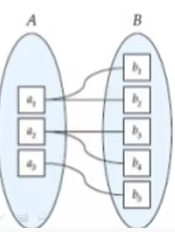 A B
b₁
a₁ b₂
a₂ b₃
a₃ b₄
b₅